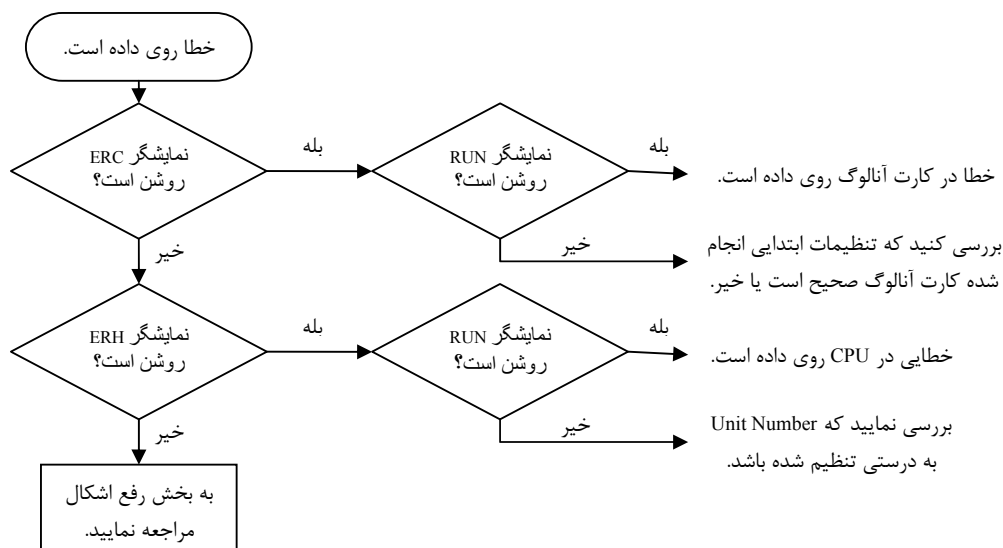 خطا روی داده است.
نمایشگر ERC
روشن است؟
بله
نمایشگر RUN
روشن است؟
بله
خطا در کارت آنالوگ روی داده است.
خیر
بررسی کنید که تنظیمات ابتدایی انجام
شده کارت آنالوگ صحیح است یا خیر.
خیر
نمایشگر ERH
روشن است؟
بله
نمایشگر RUN
روشن است؟
بله
خطایی در CPU روی داده است.
خیر
بررسی نمایید که Unit Number
به درستی تنظیم شده باشد.
خیر
به بخش رفع اشکال
مراجعه نمایید.